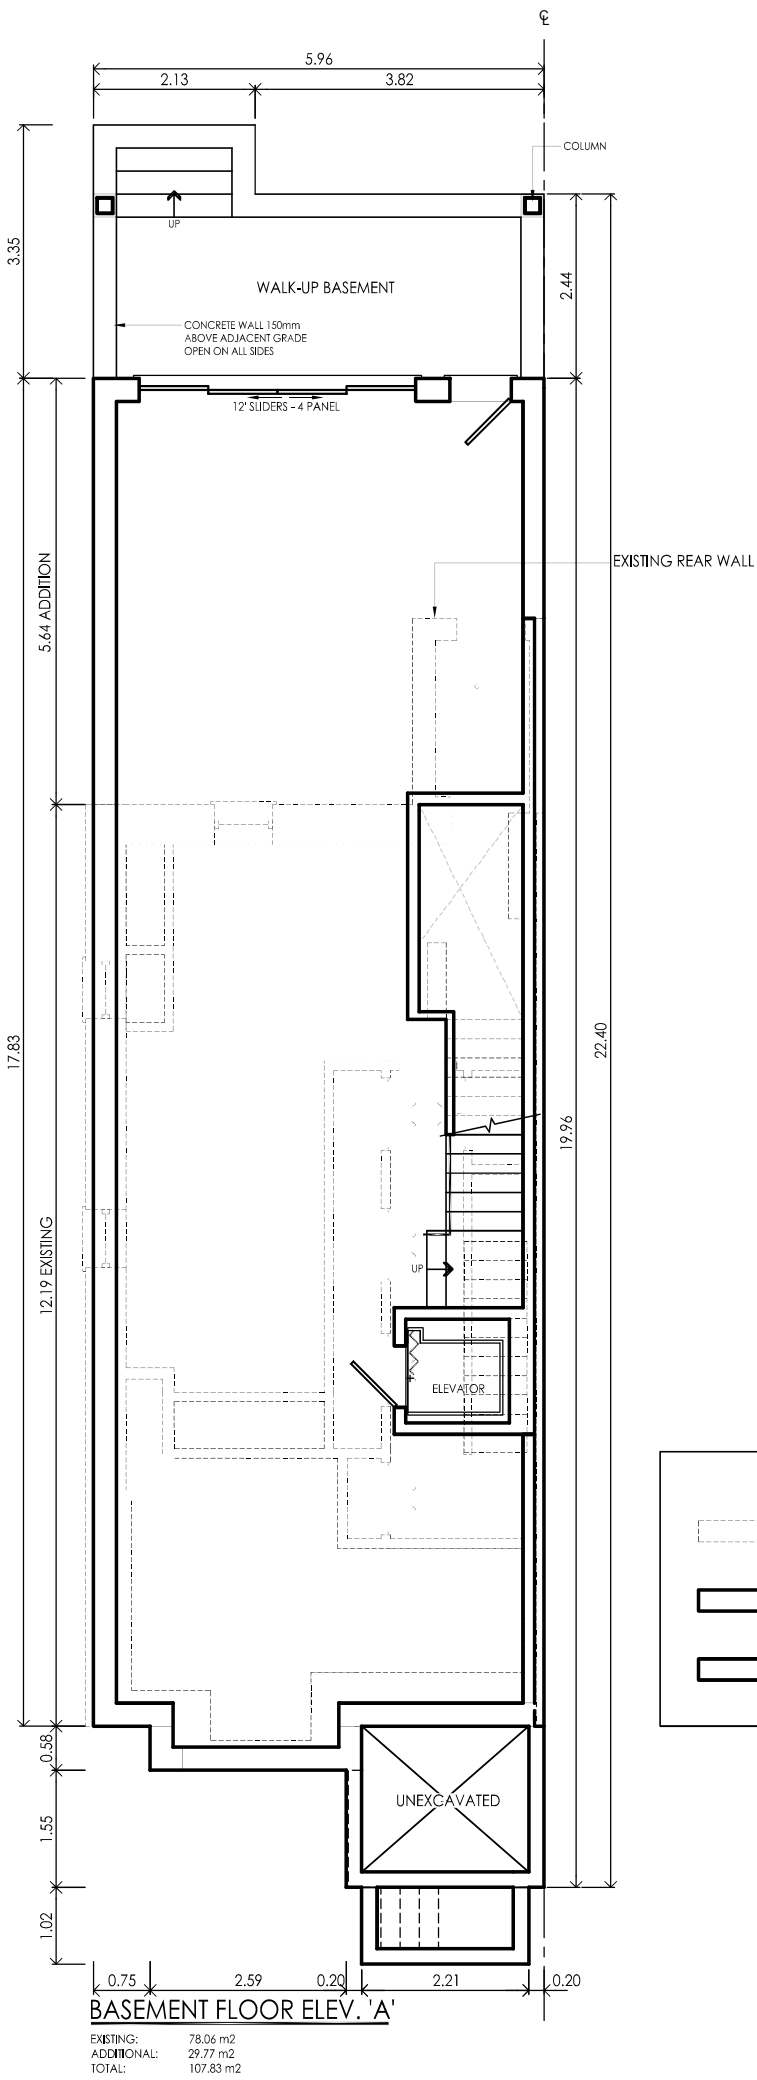 ℄
5.96
2.13
3.82
COLUMN
UP
3.35
2.44
WALK-UP BASEMENT
CONCRETE WALL 150mm
ABOVE ADJACENT GRADE
OPEN ON ALL SIDES
12' SLIDERS - 4 PANEL
EXISTING REAR WALL
5.64 ADDITION
17.83
22.40
19.96
12.19 EXISTING
UP
ELEVATOR
0.58
UNEXCAVATED
1.55
1.02
0.75
2.59
0.20
2.21
0.20
BASEMENT FLOOR ELEV. 'A'
EXISTING: 78.06 m2
ADDITIONAL: 29.77 m2
TOTAL: 107.83 m2